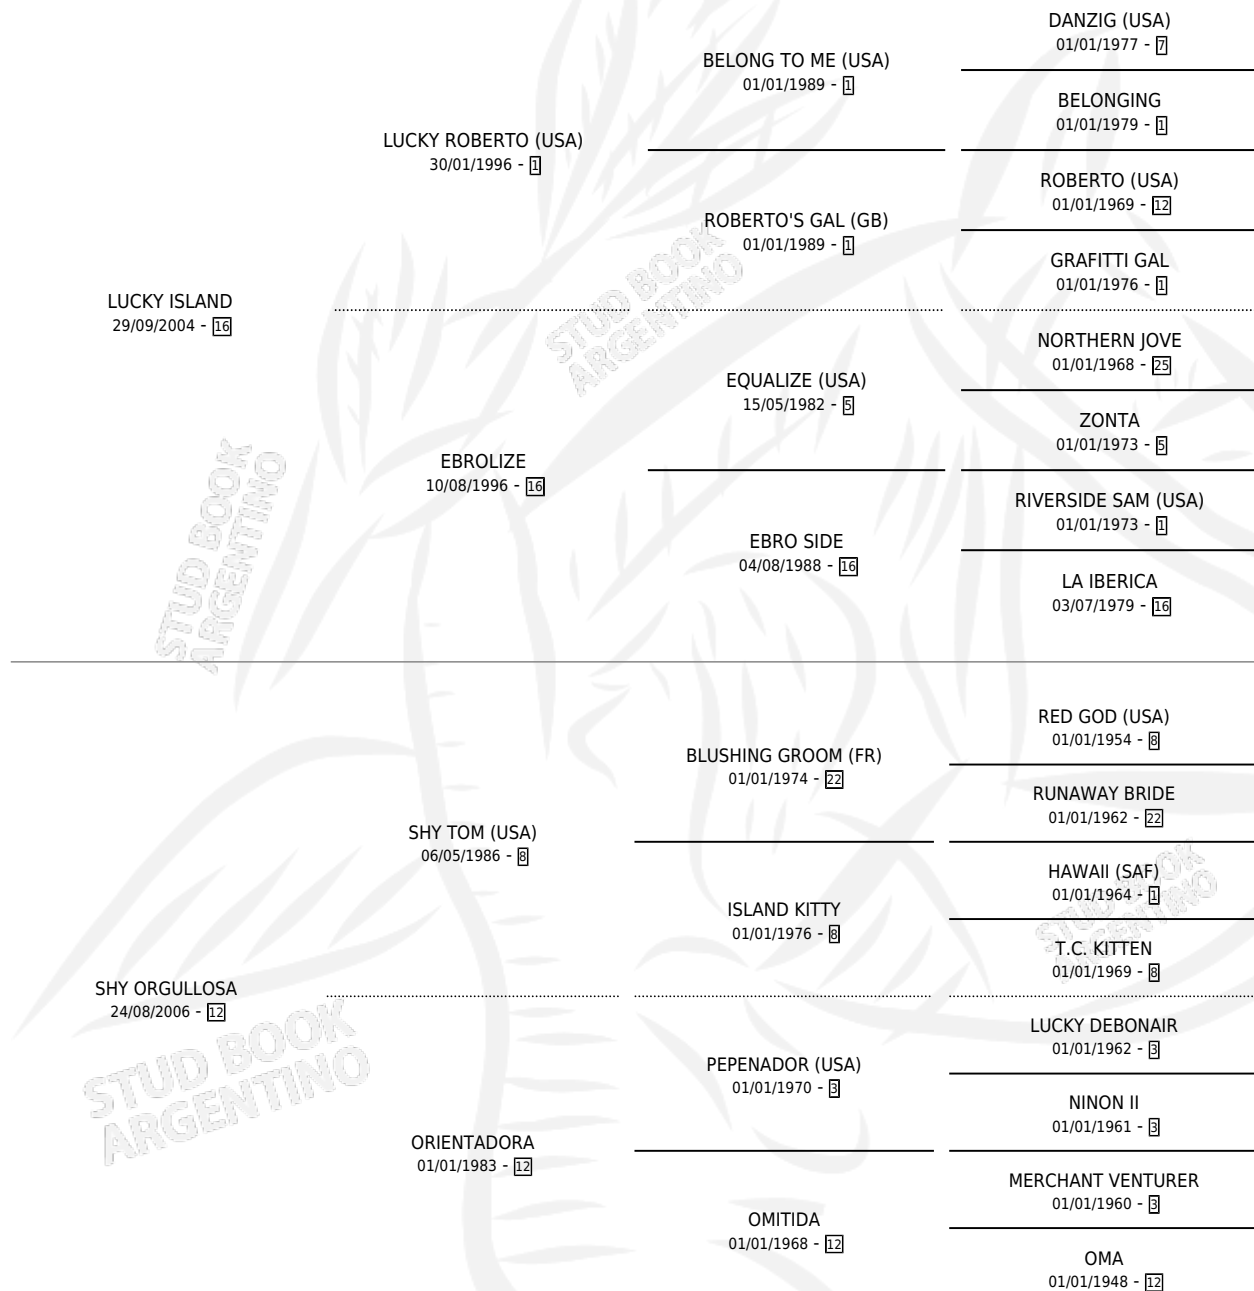 DANZIG (USA)
01/01/1977 - 7
BELONG TO ME (USA)
01/01/1989 - 1
BELONGING
01/01/1979 - 1
LUCKY ROBERTO (USA)
30/01/1996 - 1
ROBERTO (USA)
01/01/1969 - 12
ROBERTO'S GAL (GB)
01/01/1989 - 1
GRAFITTI GAL
01/01/1976 - 1
LUCKY ISLAND
29/09/2004 - 16
STUD BOOK
ARGENTINO
NORTHERN JOVE
01/01/1968 - 25
EQUALIZE (USA)
15/05/1982 - 5
ZONTA
01/01/1973 - 5
EBROLIZE
10/08/1996 - 16
RIVERSIDE SAM (USA)
01/01/1973 - 1
EBRO SIDE
04/08/1988 - 16
LA IBERICA
03/07/1979 - 16
STUD BOOK
ARGENTINO
RED GOD (USA)
01/01/1954 - 8
BLUSHING GROOM (FR)
01/01/1974 - 22
RUNAWAY BRIDE
01/01/1962 - 22
SHY TOM (USA)
06/05/1986 - 8
HAWAII (SAF)
01/01/1964 - 1
ISLAND KITTY
01/01/1976 - 8
STUD BOOK
ARGENTINO
T.C. KITTEN
01/01/1969 - 8
SHY ORGULLOSA
24/08/2006 - 12
STUD BOOK
ARGENTINO
LUCKY DEBONAIR
01/01/1962 - 3
PEPENADOR (USA)
01/01/1970 - 3
NINON II
01/01/1961 - 3
ORIENTADORA
01/01/1983 - 12
MERCHANT VENTURER
01/01/1960 - 3
OMITIDA
01/01/1968 - 12
OMA
01/01/1948 - 12